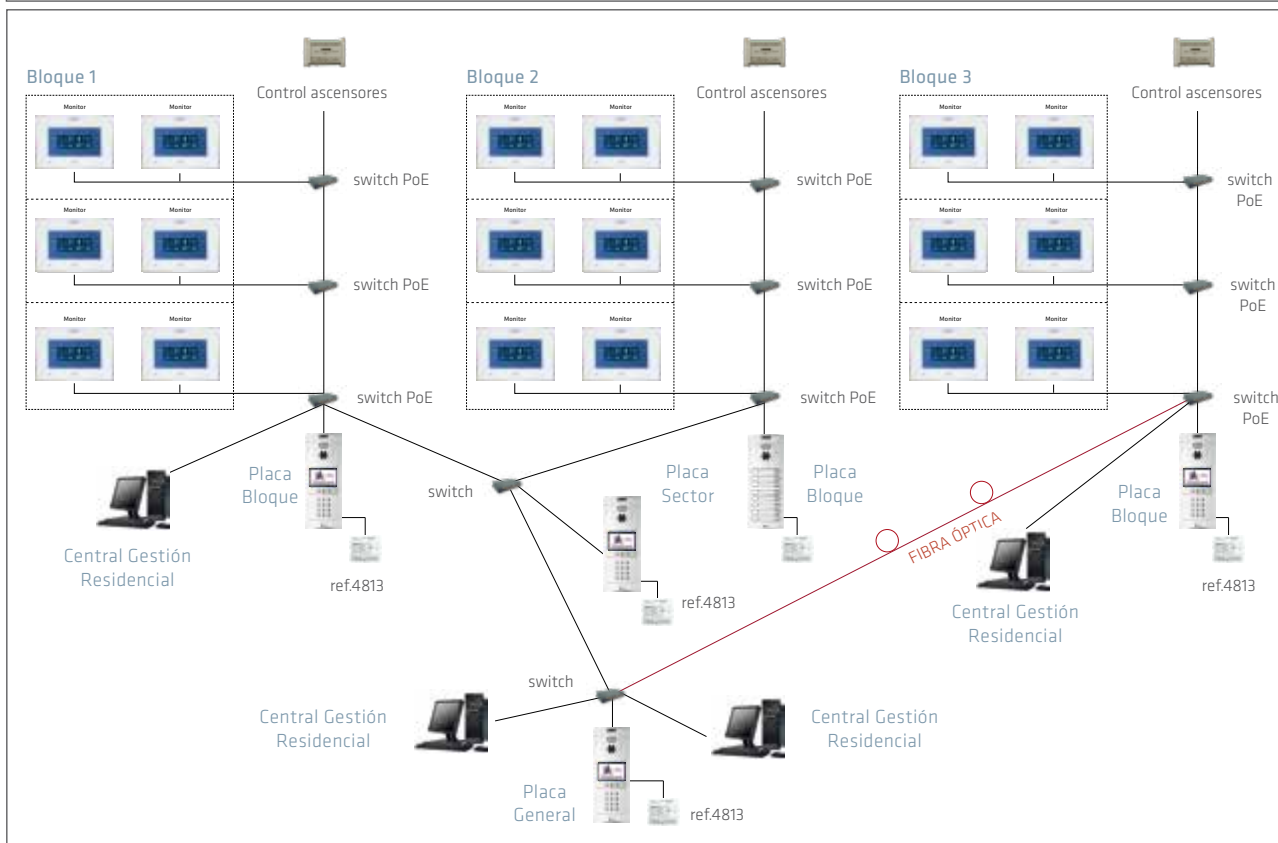 Bloque 1
Bloque 2
Bloque 3
Control ascensores
Control ascensores
Control ascensores
Monitor
Monitor
Monitor
Monitor
Monitor
Monitor
switch PoE
switch PoE
switch
PoE
Monitor
Monitor
Monitor
Monitor
Monitor
Monitor
switch PoE
switch PoE
switch
PoE
Monitor
Monitor
Monitor
Monitor
Monitor
Monitor
switch PoE
switch PoE
switch
PoE
Placa
Bloque
switch
Placa
Sector
Placa
Bloque
Placa
Bloque
FIBRA ÓPTICA
Central Gestión
Residencial
ref.4813
ref.4813
ref.4813
Central Gestión
Residencial
switch
Central Gestión
Residencial
Central Gestión
Residencial
Placa
General
ref.4813